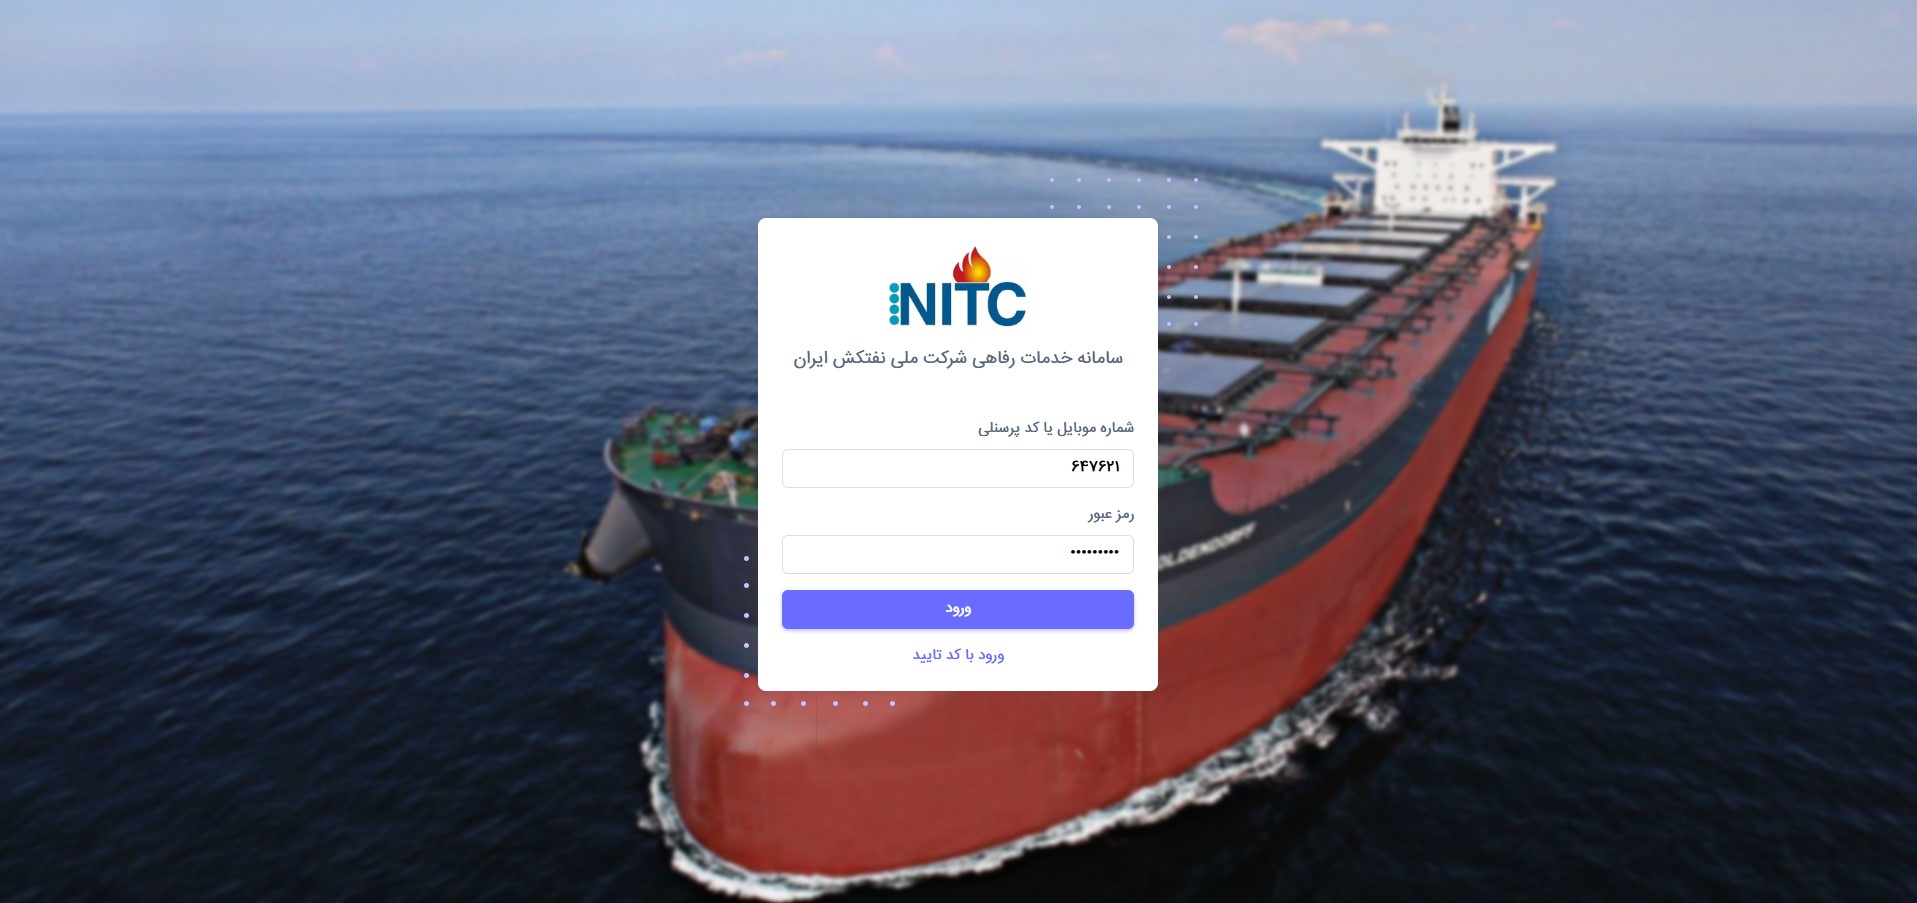 NITC
سامانه خدمات رفاهی شرکت ملی نفتکش ایران
شماره موبایل یا کد پرسنلی
۶۴۷۶۲۱
رمز عبور
•••••••••
ورود
ورود با کد تایید
OLDENDORFF